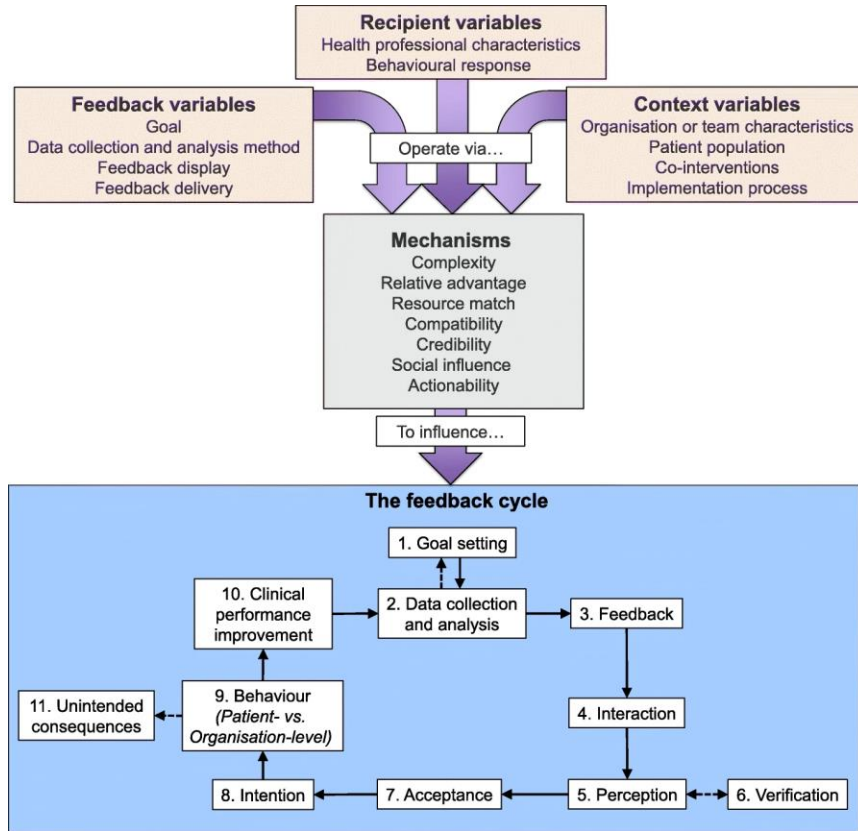 Recipient variables
Health professional characteristics
Behavioural response
Feedback variables
Goal
Data collection and analysis method
Feedback display
Feedback delivery
Context variables
Organisation or team characteristics
Patient population
Co-interventions
Implementation process
Operate via…
Mechanisms
Complexity
Relative advantage
Resource match
Compatibility
Credibility
Social influence
Actionability
To influence…
The feedback cycle
1. Goal setting
2. Data collection
and analysis
3. Feedback
4. Interaction
5. Perception
6. Verification
7. Acceptance
8. Intention
9. Behaviour
(Patient- vs.
Organisation-level)
10. Clinical
performance
improvement
11. Unintended
consequences